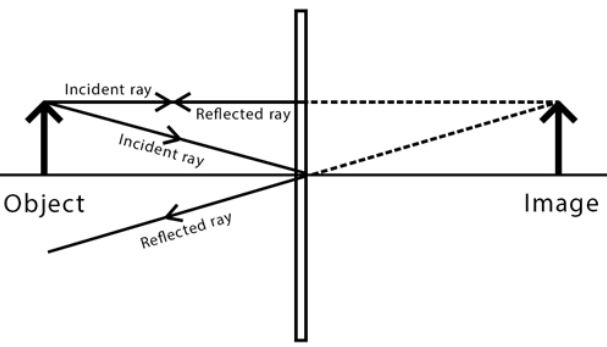 Incident ray
Reflected ray
Incident ray
Object
Image
Reflected ray